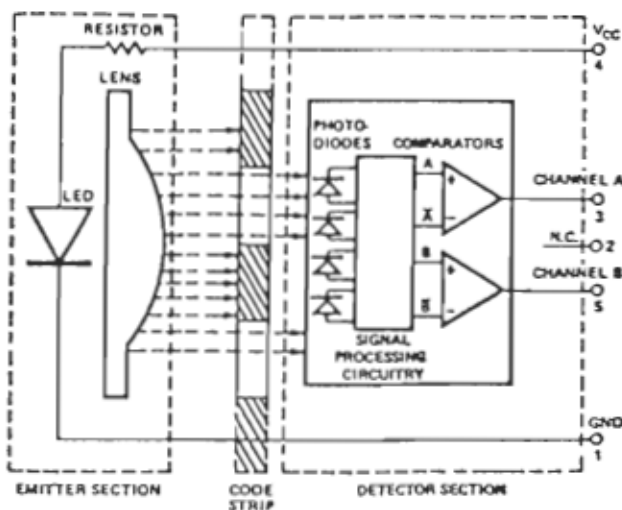 RESISTOR
VCC
4
LENS
LED
PHOTO-
DIODES
COMPARATORS
A
+
CHANNEL A
3
A̅
−
N.C.
2
B
+
CHANNEL B
5
B̅
−
SIGNAL
PROCESSING
CIRCUITRY
GND
1
EMITTER SECTION
CODE
STRIP
DETECTOR SECTION